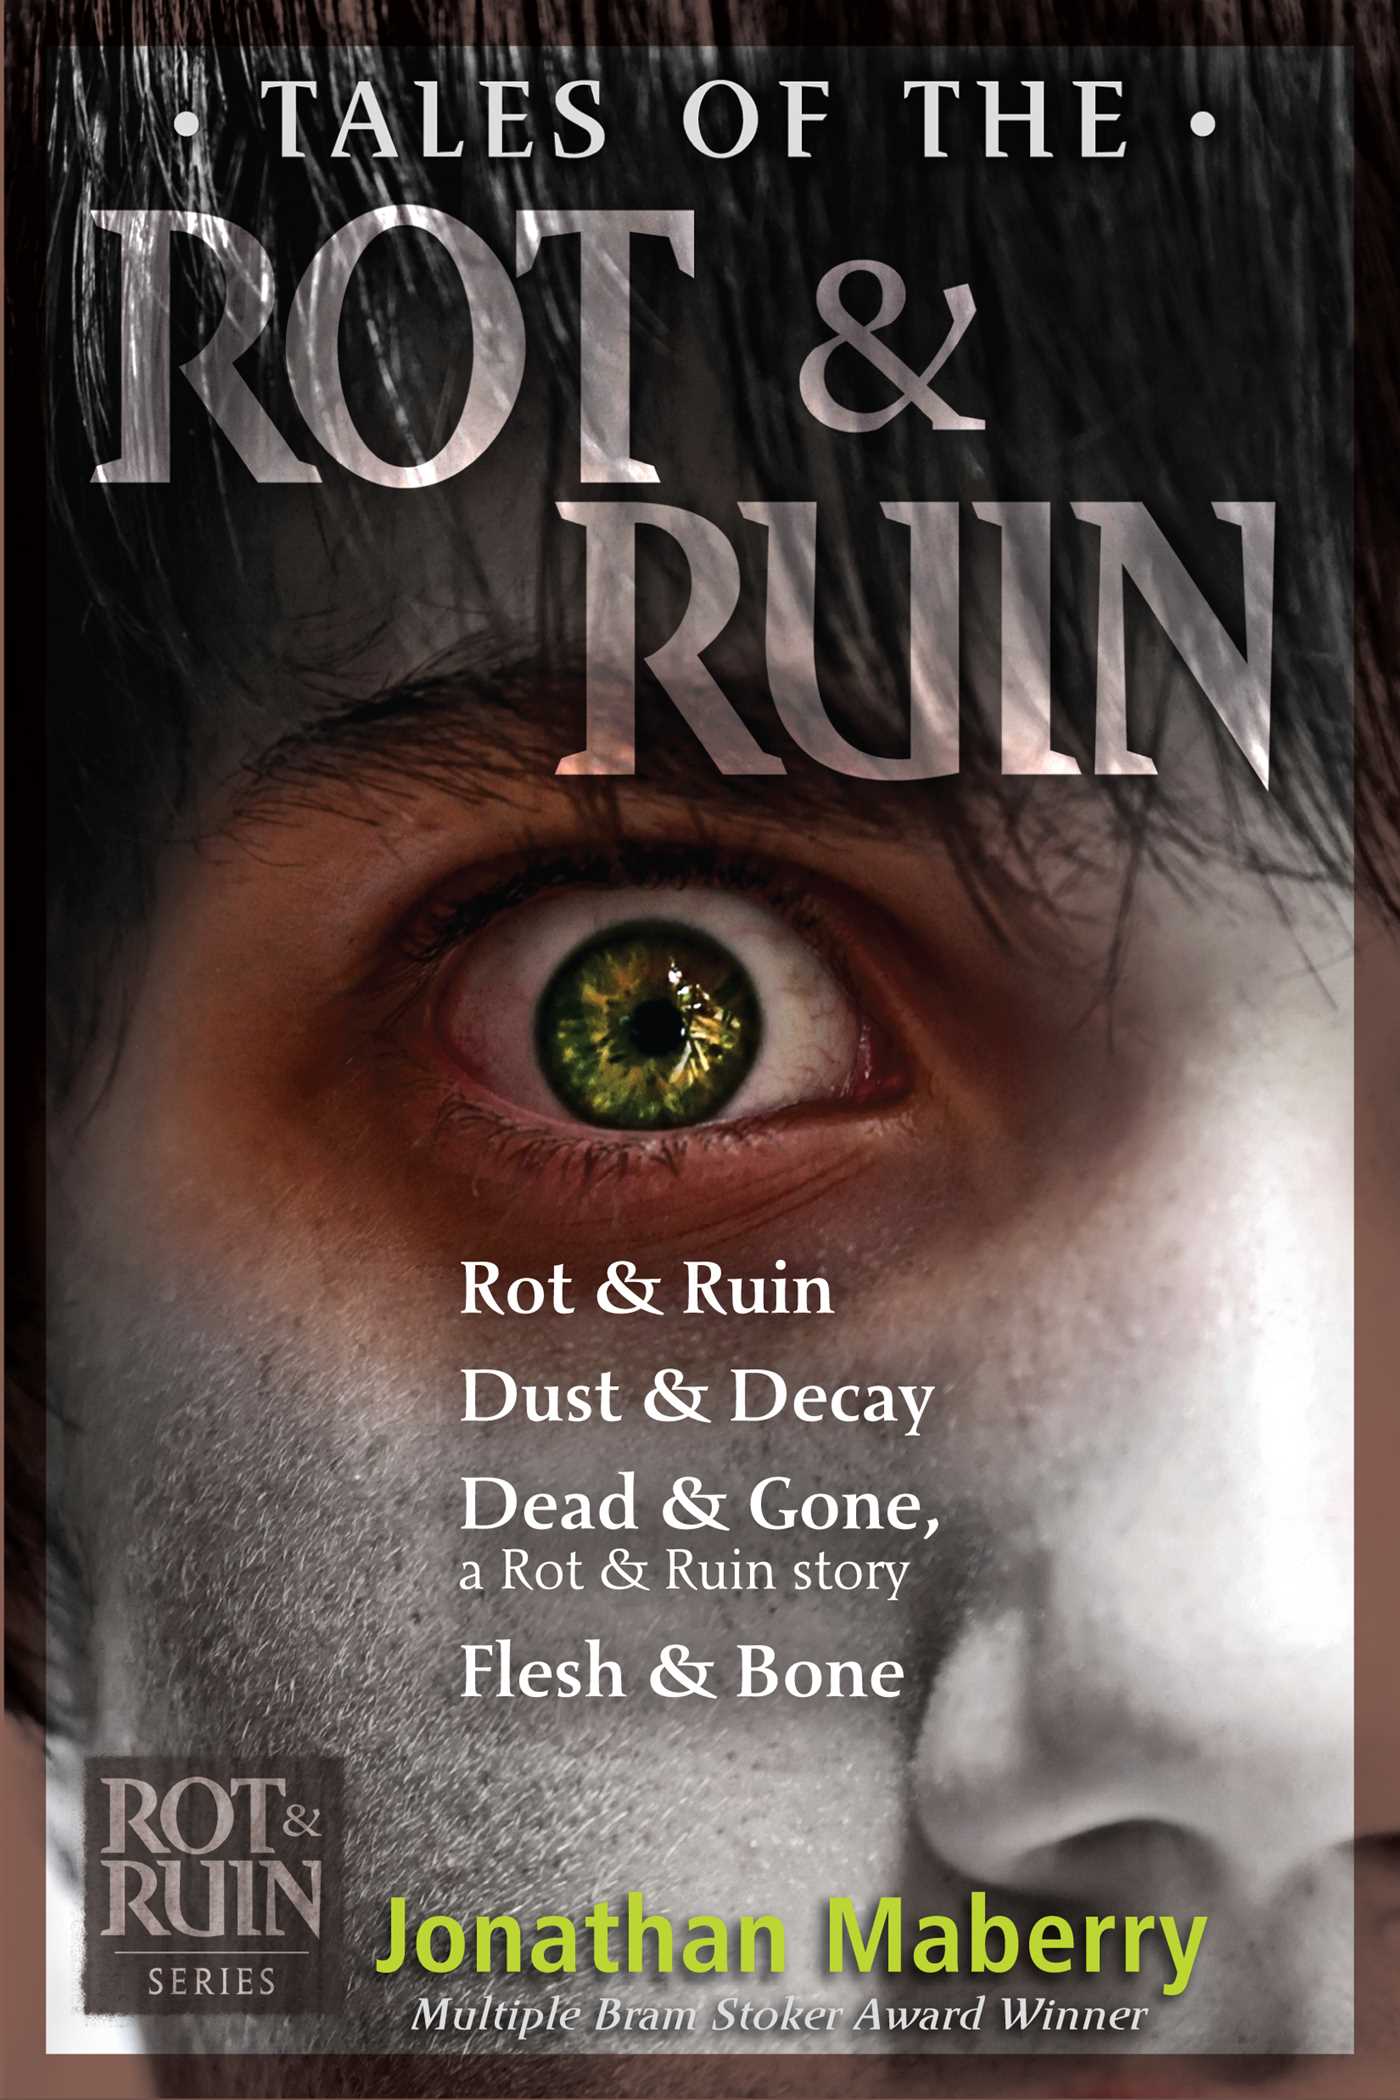 • TALES OF THE •
ROT &
RUIN
Rot & Ruin
Dust & Decay
Dead & Gone,
a Rot & Ruin story
Flesh & Bone
ROT &
RUIN
SERIES
Jonathan Maberry
Multiple Bram Stoker Award Winner